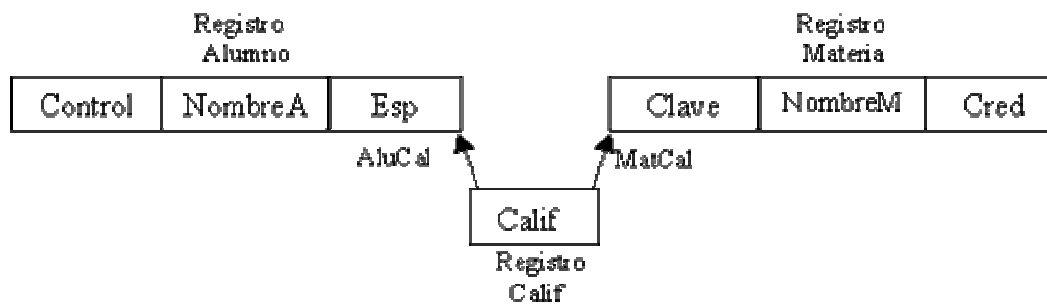 Registro
Alumno
Registro
Materia
Control NombreA Esp
Clave NombreM Cred
AluCal
MatCal
Calif
Registro
Calif